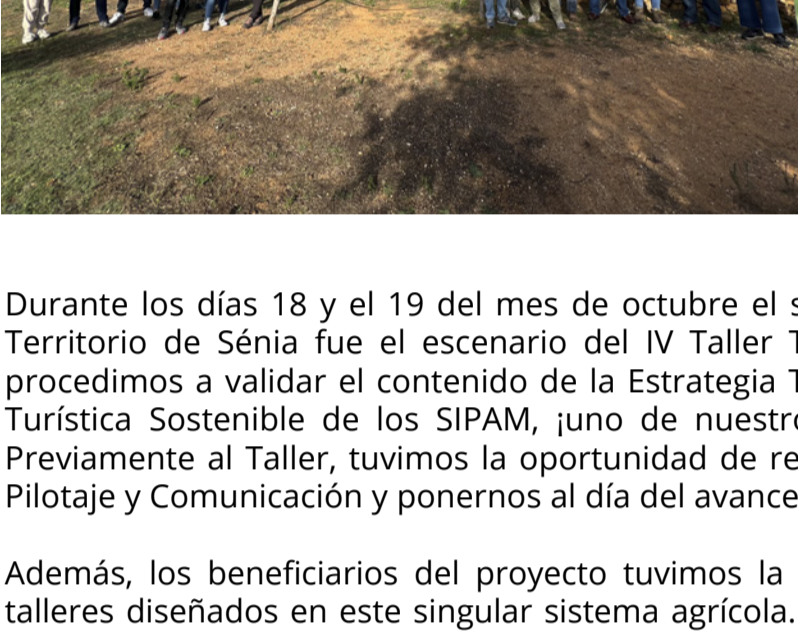 Durante los días 18 y el 19 del mes de octubre el
Territorio de Sénia fue el escenario del IV Taller
procedimos a validar el contenido de la Estrategia
Turística Sostenible de los SIPAM, ¡uno de
Previamente al Taller, tuvimos la oportunidad de
Pilotaje y Comunicación y ponernos al día del avance
Además, los beneficiarios del proyecto tuvimos la
talleres diseñados en este singular sistema agrícola.